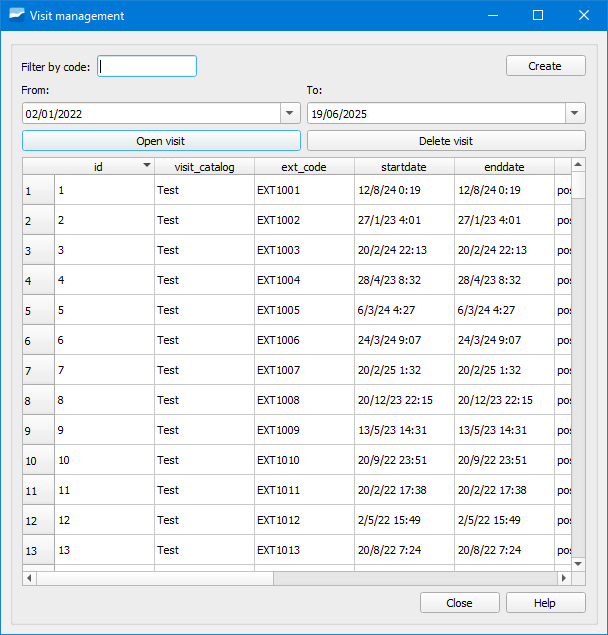 Visit management
Filter by code:
Create
From: To:
02/01/2022 19/06/2025
Open visit Delete visit
id visit_catalog ext_code startdate enddate
1 1 Test EXT1001 12/8/24 0:19 12/8/24 0:19 pos
2 2 Test EXT1002 27/1/23 4:01 27/1/23 4:01 pos
3 3 Test EXT1003 20/2/24 22:13 20/2/24 22:13 pos
4 4 Test EXT1004 28/4/23 8:32 28/4/23 8:32 pos
5 5 Test EXT1005 6/3/24 4:27 6/3/24 4:27 pos
6 6 Test EXT1006 24/3/24 9:07 24/3/24 9:07 pos
7 7 Test EXT1007 20/2/25 1:32 20/2/25 1:32 pos
8 8 Test EXT1008 20/12/23 22:15 20/12/23 22:15 pos
9 9 Test EXT1009 13/5/23 14:31 13/5/23 14:31 pos
10 10 Test EXT1010 20/9/22 23:51 20/9/22 23:51 pos
11 11 Test EXT1011 20/2/22 17:38 20/2/22 17:38 pos
12 12 Test EXT1012 2/5/22 15:49 2/5/22 15:49 pos
13 13 Test EXT1013 20/8/22 7:24 20/8/22 7:24 pos
Close Help